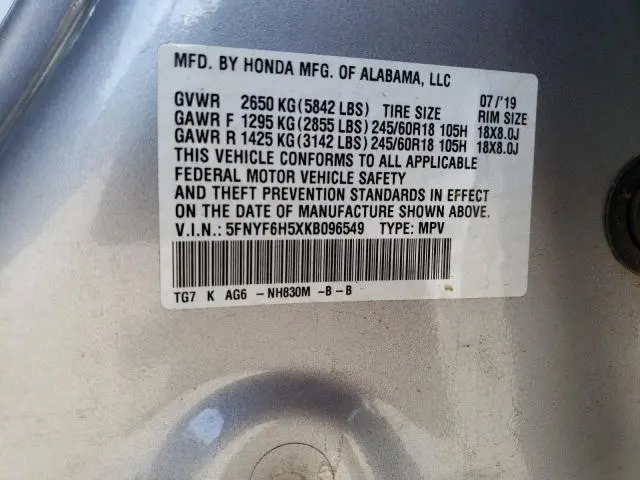 MFD. BY HONDA MFG. OF ALABAMA, LLC
GVWR 2650 KG(5842 LBS) TIRE SIZE 07/'19 RIM SIZE
GAWR F 1295 KG(2855 LBS)245/60R18 105H 18X8.0J
GAWR R 1425 KG(3142 LBS)245/60R18 105H 18X8.0J
THIS VEHICLE CONFORMS TO ALL APPLICABLE
FEDERAL MOTOR VEHICLE SAFETY
AND THEFT PREVENTION STANDARDS IN EFFECT
ON THE DATE OF MANUFACTURE SHOWN ABOVE.
V.I.N.: 5FNYF6H5XKB096549 TYPE: MPV
TG7 K AG6 -NH830M -B-B